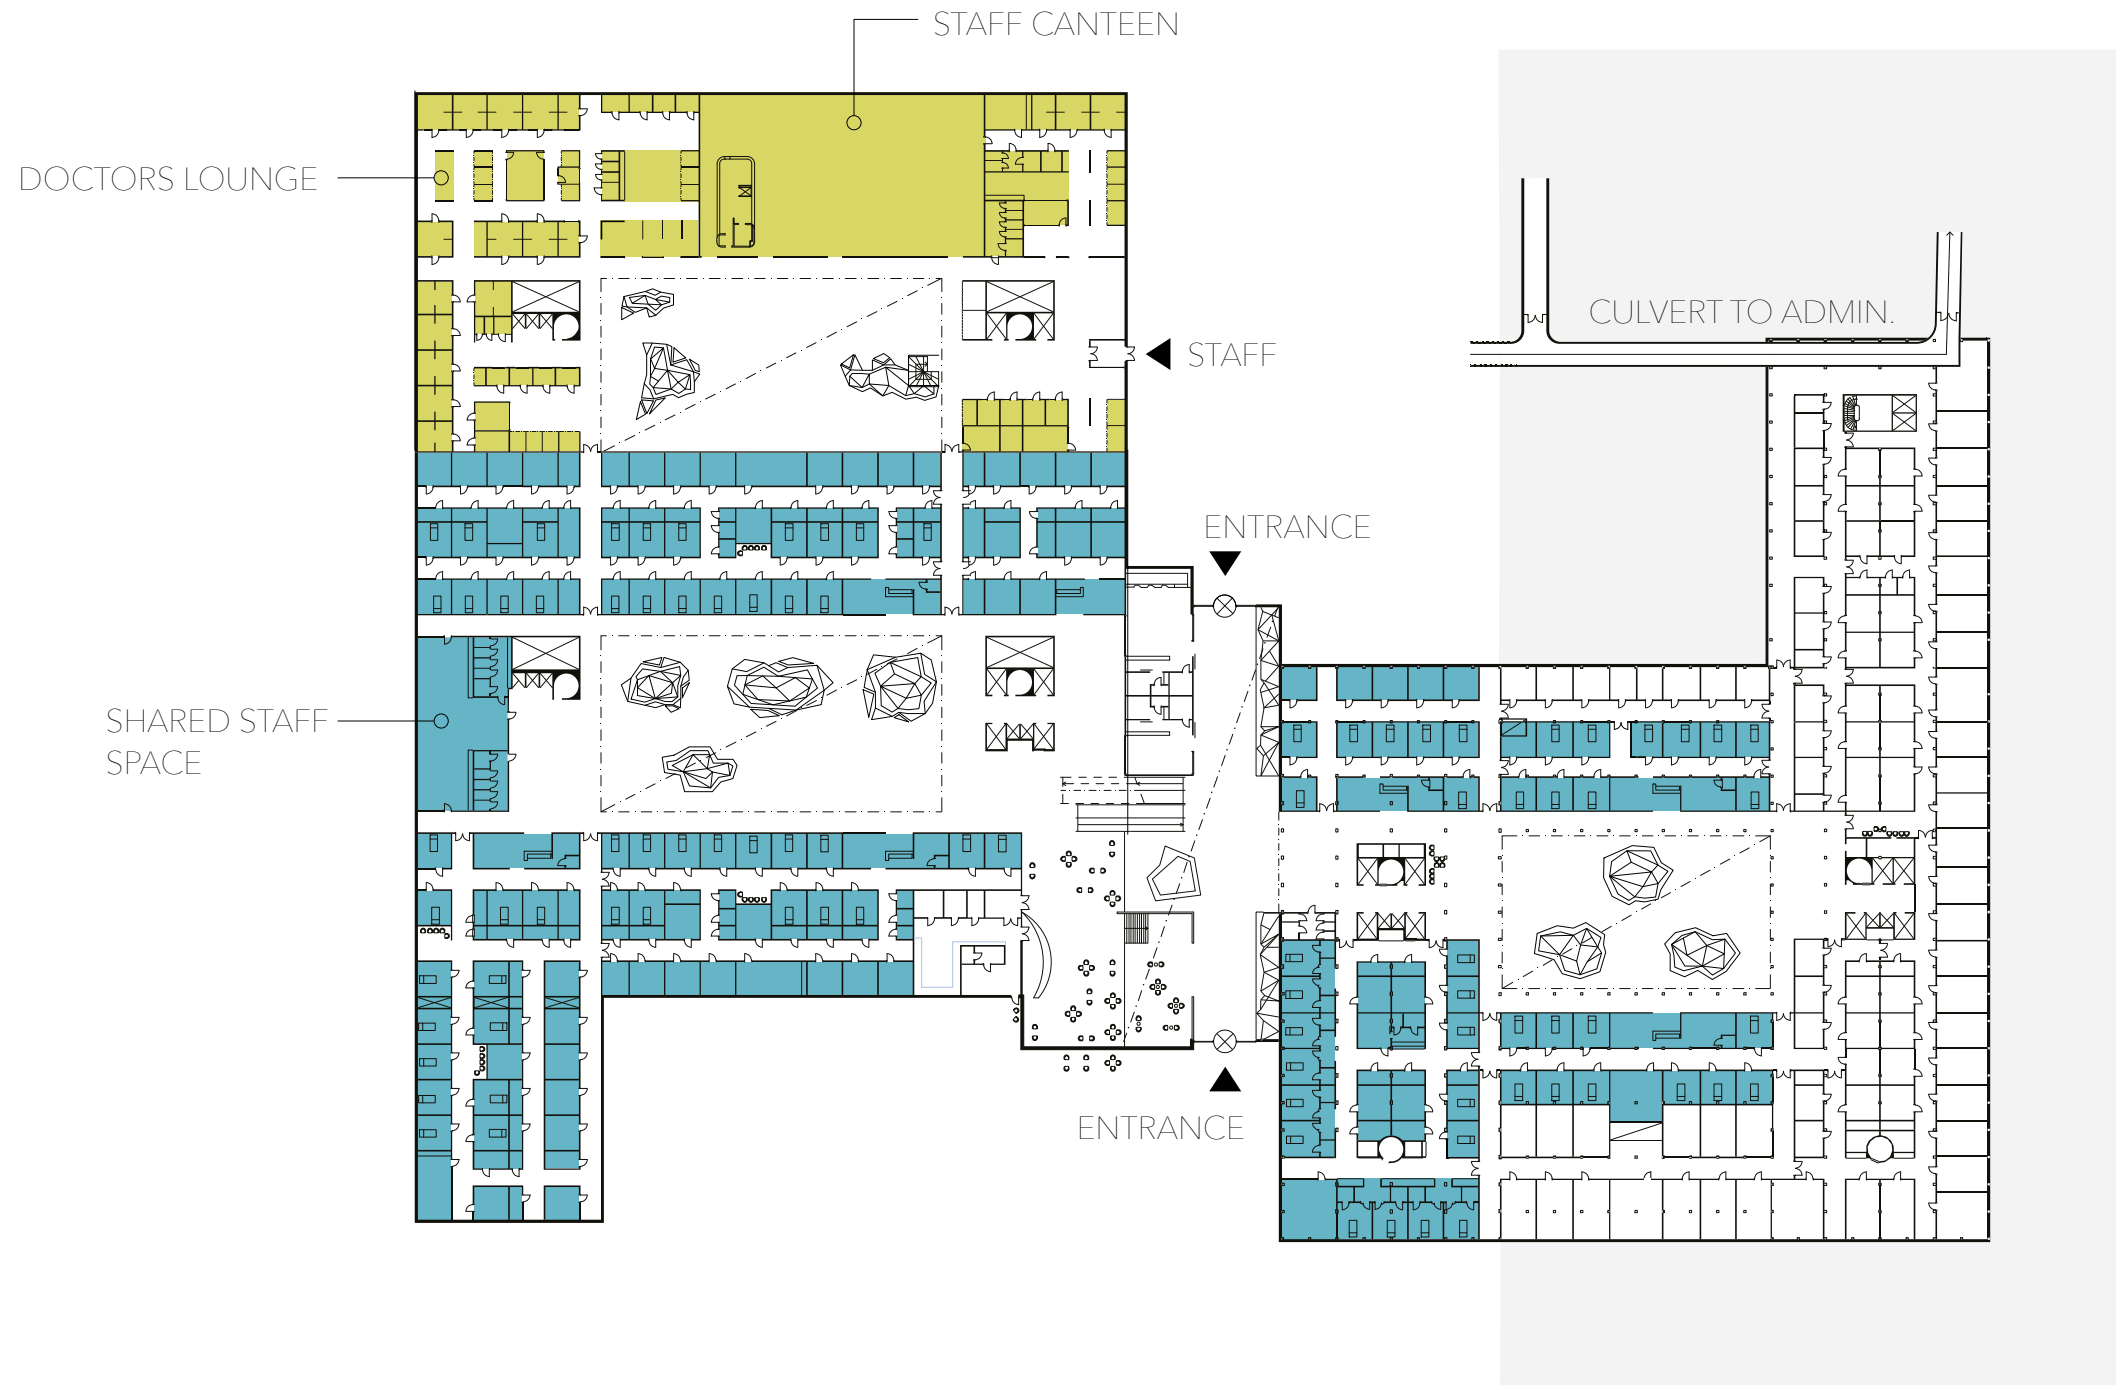 STAFF CANTEEN
DOCTORS LOUNGE
CULVERT TO ADMIN.
STAFF
ENTRANCE
SHARED STAFF
SPACE
ENTRANCE